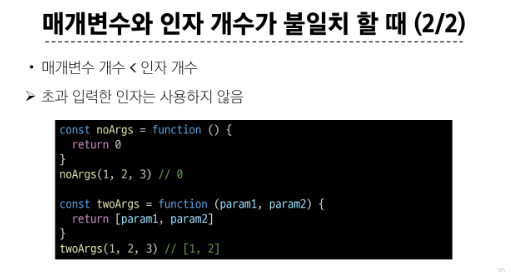 매개변수와 인자 개수가 불일치 할 때 (2/2)
• 매개변수 개수 < 인자 개수
➢ 초과 입력한 인자는 사용하지 않음
const noArgs = function () {
  return 0
}
noArgs(1, 2, 3) // 0

const twoArgs = function (param1, param2) {
  return [param1, param2]
}
twoArgs(1, 2, 3) // [1, 2]